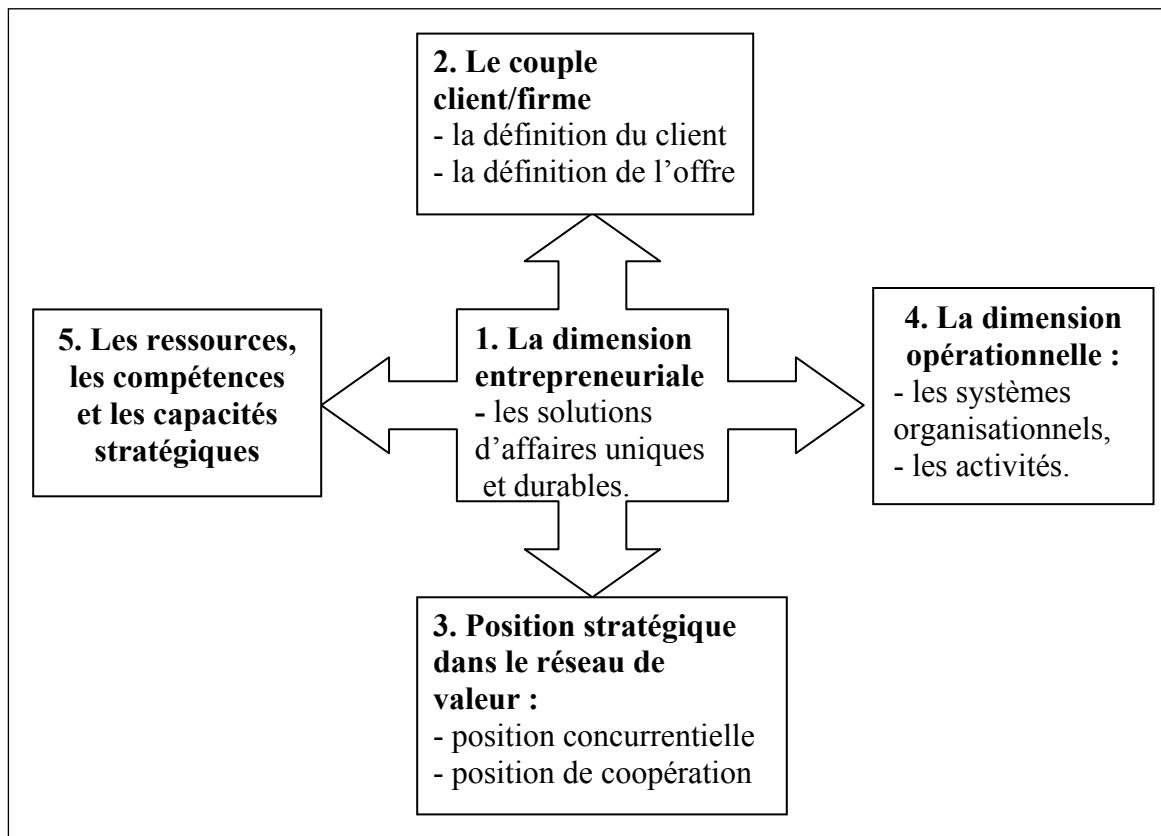 2. Le couple
client/firme
- la définition du client
- la définition de l’offre
5. Les ressources,
les compétences
et les capacités
stratégiques
1. La dimension
entrepreneuriale
- les solutions
d’affaires uniques
et durables.
4. La dimension
opérationnelle :
- les systèmes
organisationnels,
- les activités.
3. Position stratégique
dans le réseau de
valeur :
- position concurrentielle
- position de coopération